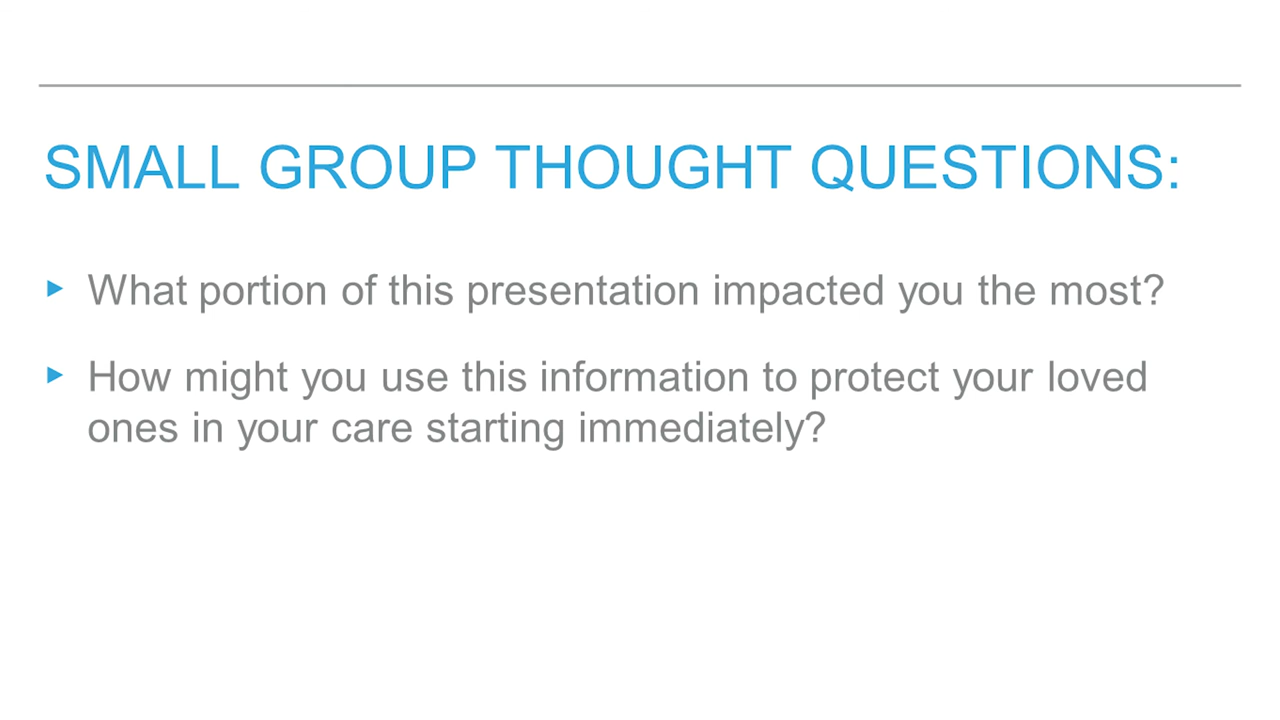 SMALL GROUP THOUGHT QUESTIONS:
What portion of this presentation impacted you the most?
How might you use this information to protect your loved
ones in your care starting immediately?